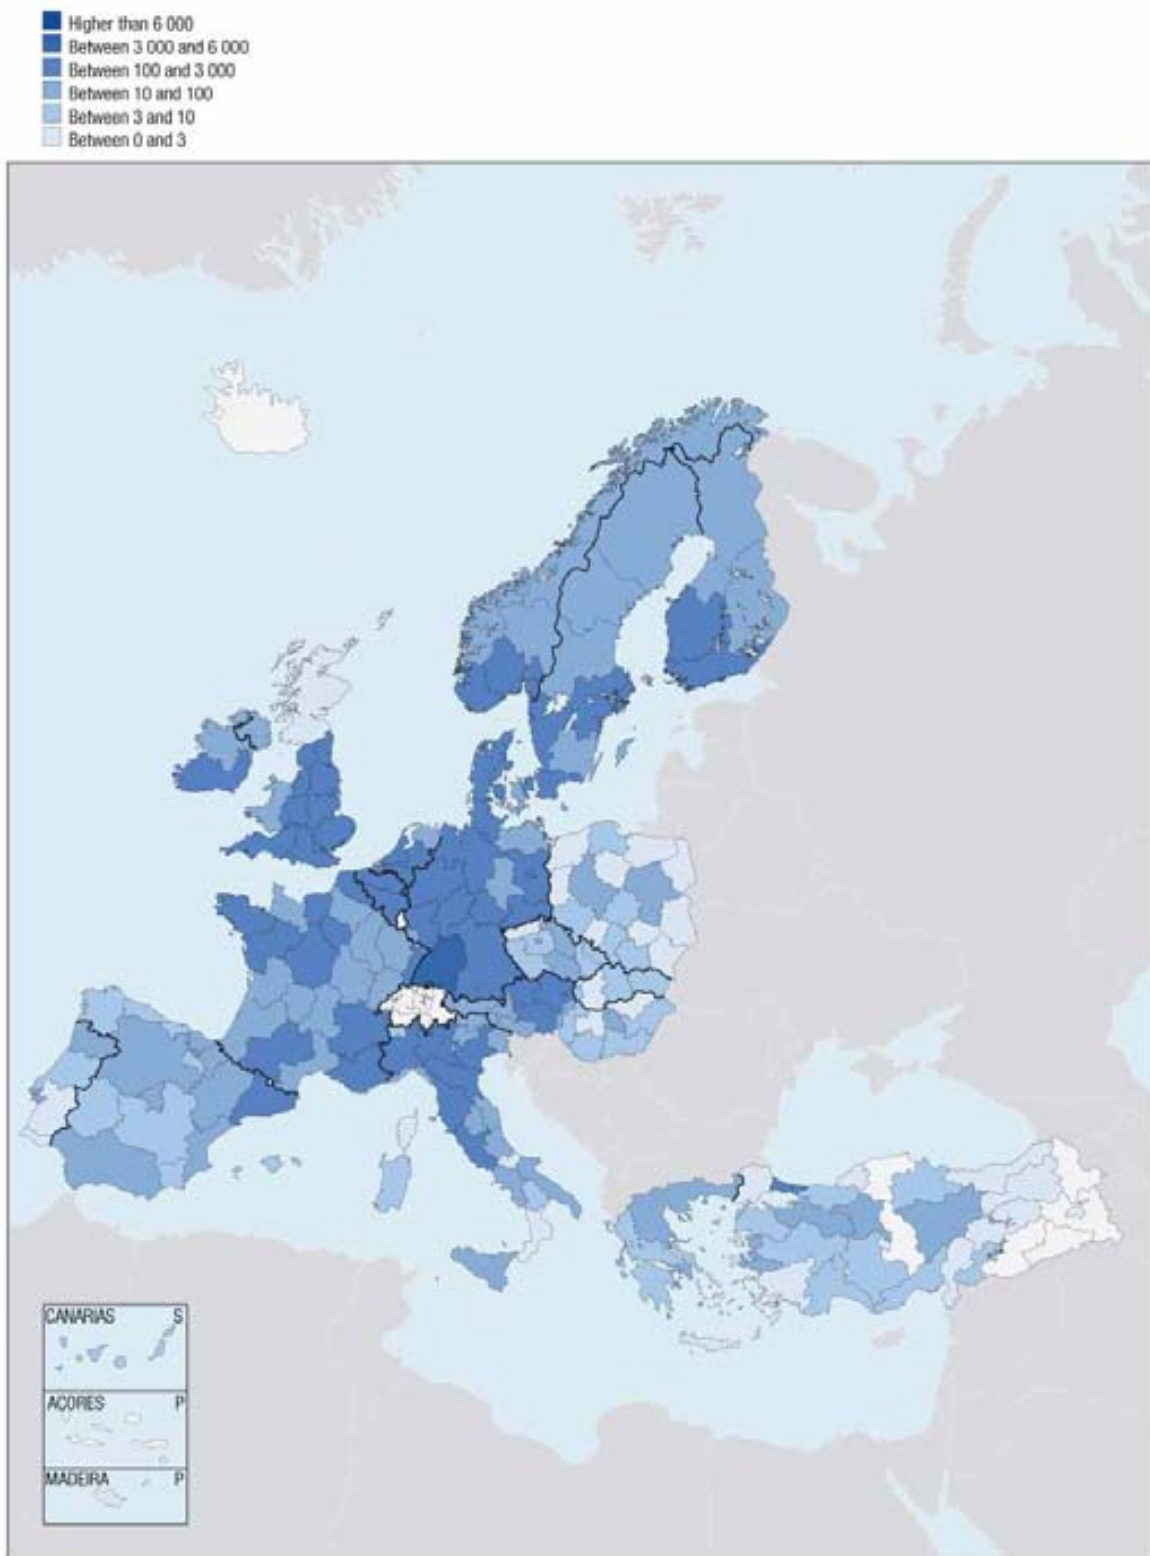 Higher than 6 000
Between 3 000 and 6 000
Between 100 and 3 000
Between 10 and 100
Between 3 and 10
Between 0 and 3
CANARIAS S
AÇORES P
MADEIRA P